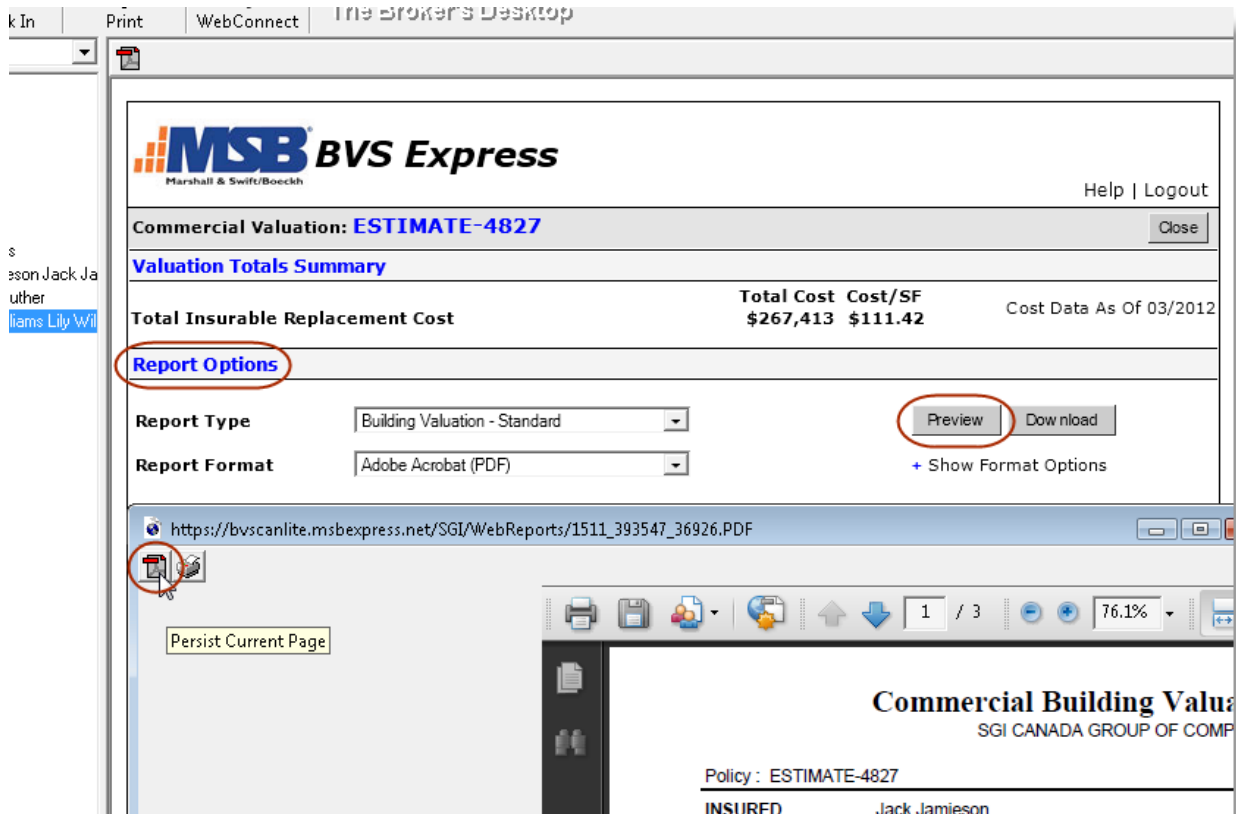 k In Print WebConnect The Broker's Desktop
MSB BVS Express
Marshall & Swift/Boeckh
Help | Logout
Commercial Valuation: ESTIMATE-4827 Close
s
eson Jack Ja
Valuation Totals Summary
uther
liams Lily Wil
Total Cost Cost/SF
Cost Data As Of 03/2012
Total Insurable Replacement Cost $267,413 $111.42
Report Options
Report Type Building Valuation - Standard Preview Download
Report Format Adobe Acrobat (PDF) + Show Format Options
https://bvscanlite.msbexpress.net/SGI/WebReports/1511_393547_36926.PDF
1 / 3 76.1%
Persist Current Page
Commercial Building Valua
SGI CANADA GROUP OF COMP
Policy : ESTIMATE-4827
INSURED Jack Jamieson